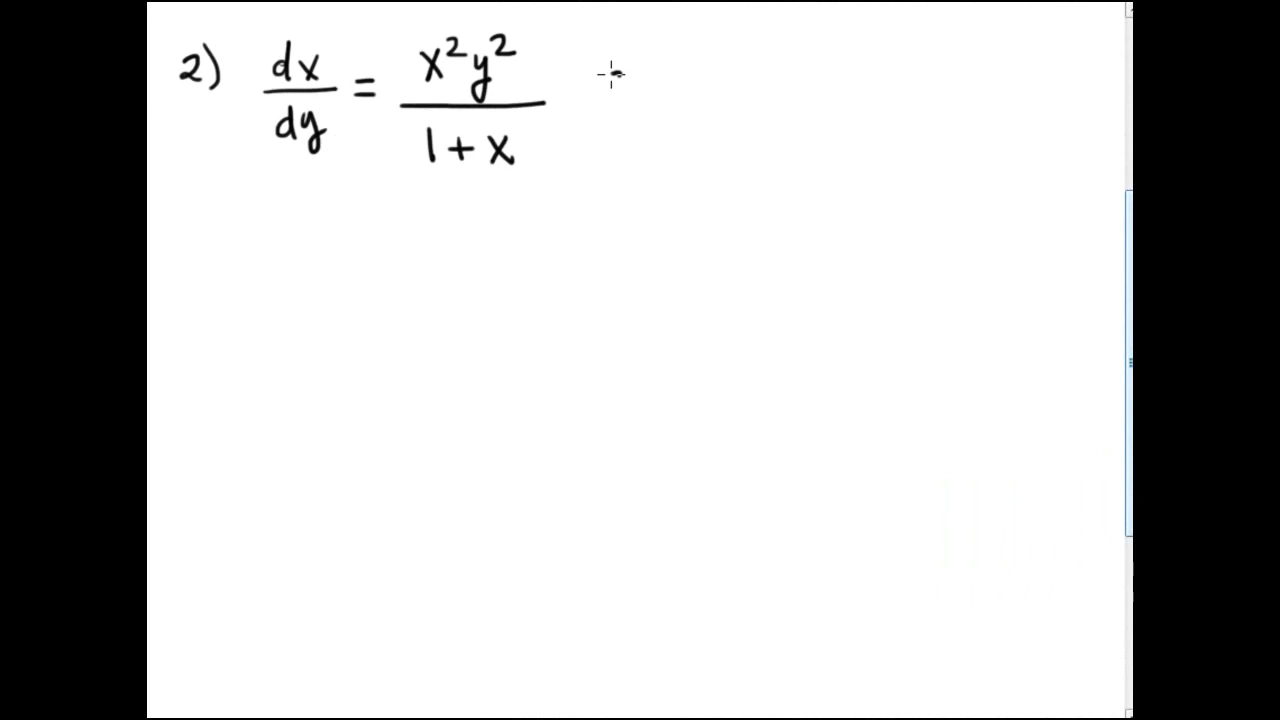 2) dx/dy = x²y²/(1 + x)